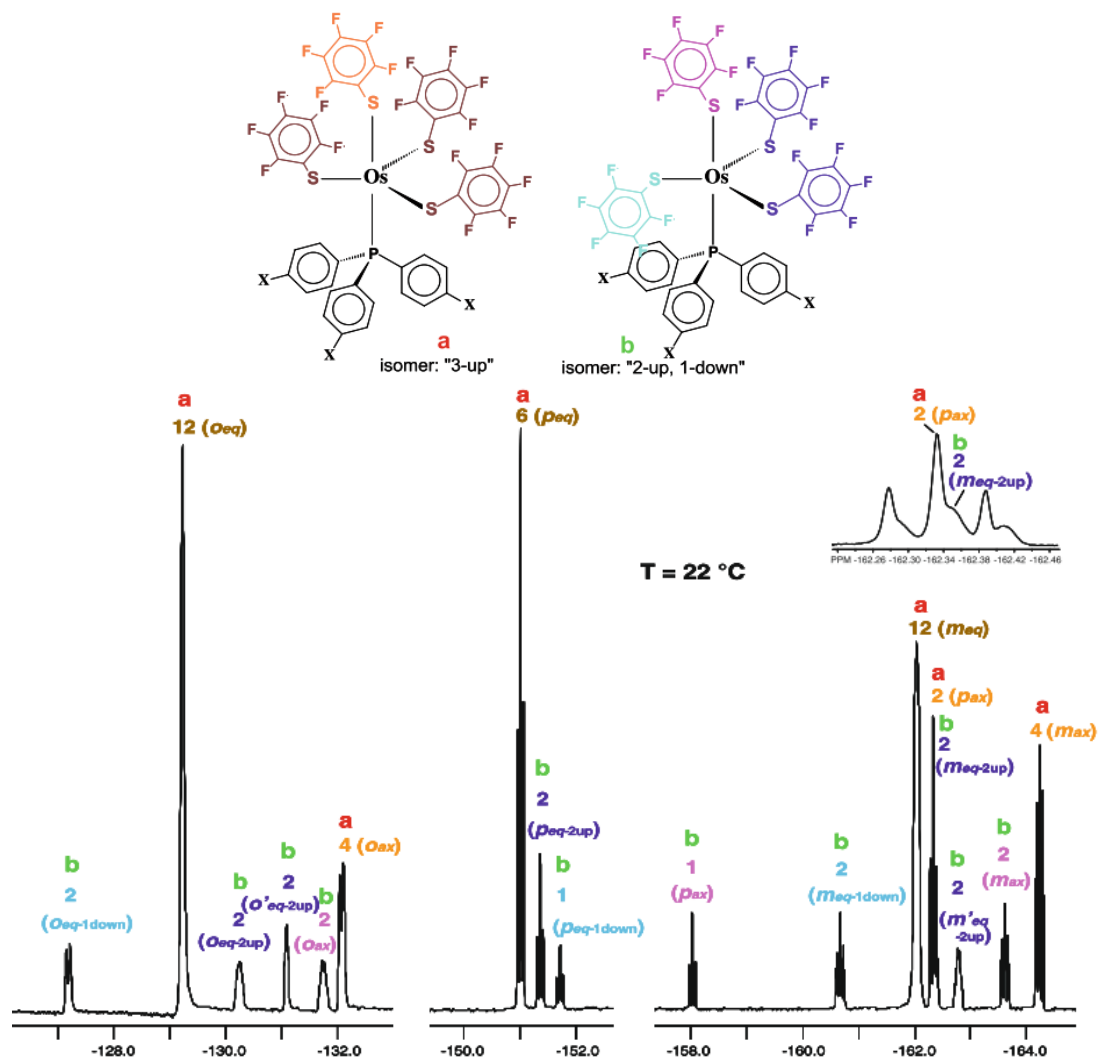 F F F F F
F F F F F
F F F F F
F F F F F
S S S S
Os
P
X X X
a
isomer: "3-up"
F F F F F
F F F F F
F F F F F
F F F F F
S S S S
Os
P
X X X
b
isomer: "2-up, 1-down"
a
12 (oeq)
a
6 (peq)
a
2 (pax)
b
2
(meq-2up)
PPM -162.26 -162.30 -162.34 -162.38 -162.42 -162.46
T = 22 °C
a
12 (meq)
a
2 (pax)
b
2
(meq-2up)
a
4 (max)
b
2
(peq-2up)
b
1
(peq-1down)
b
1
(pax)
b
2
(meq-1down)
b
2
(m'eq
-2up)
b
2
(max)
b
2
(oeq-1down)
b
2
(oeq-2up)
b
2
(o'eq-2up)
b
2
(oax)
a
4 (oax)
-128.0 -130.0 -132.0 -150.0 -152.0 -158.0 -160.0 -162.0 -164.0